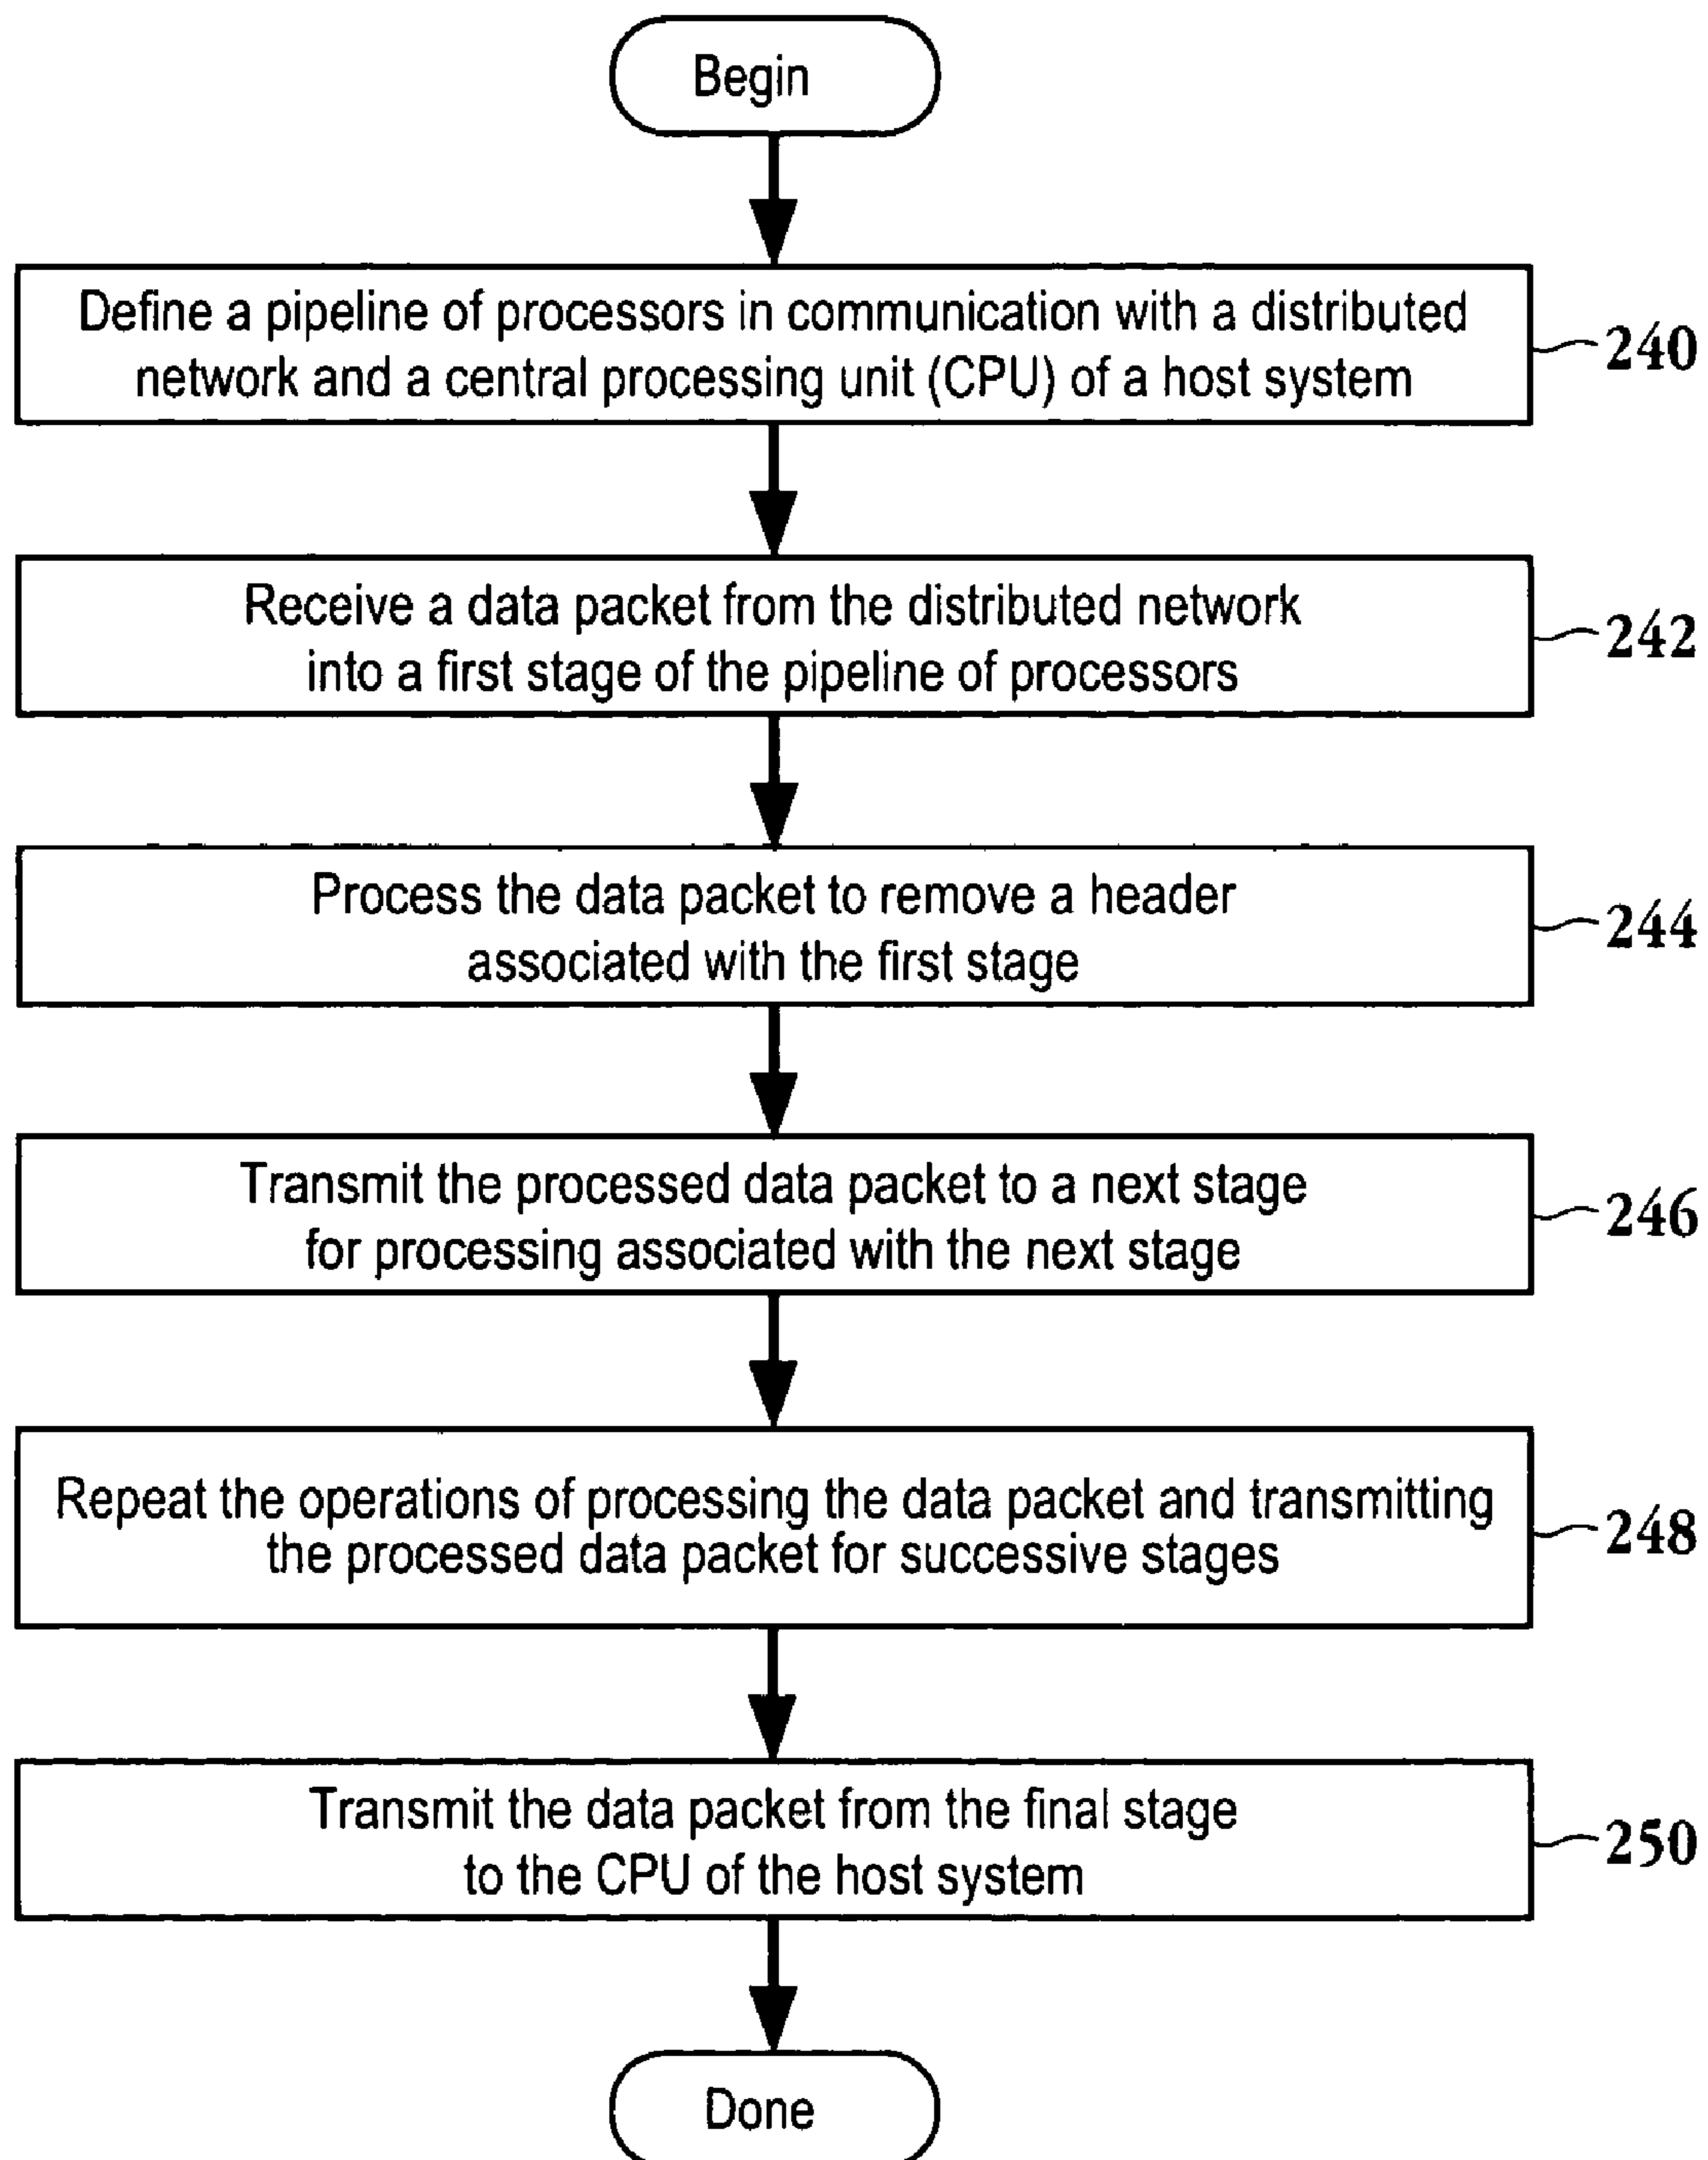 Begin
Define a pipeline of processors in communication with a distributed
network and a central processing unit (CPU) of a host system
240
Receive a data packet from the distributed network
into a first stage of the pipeline of processors
242
Process the data packet to remove a header
associated with the first stage
244
Transmit the processed data packet to a next stage
for processing associated with the next stage
246
Repeat the operations of processing the data packet and transmitting
the processed data packet for successive stages
248
Transmit the data packet from the final stage
to the CPU of the host system
250
Done